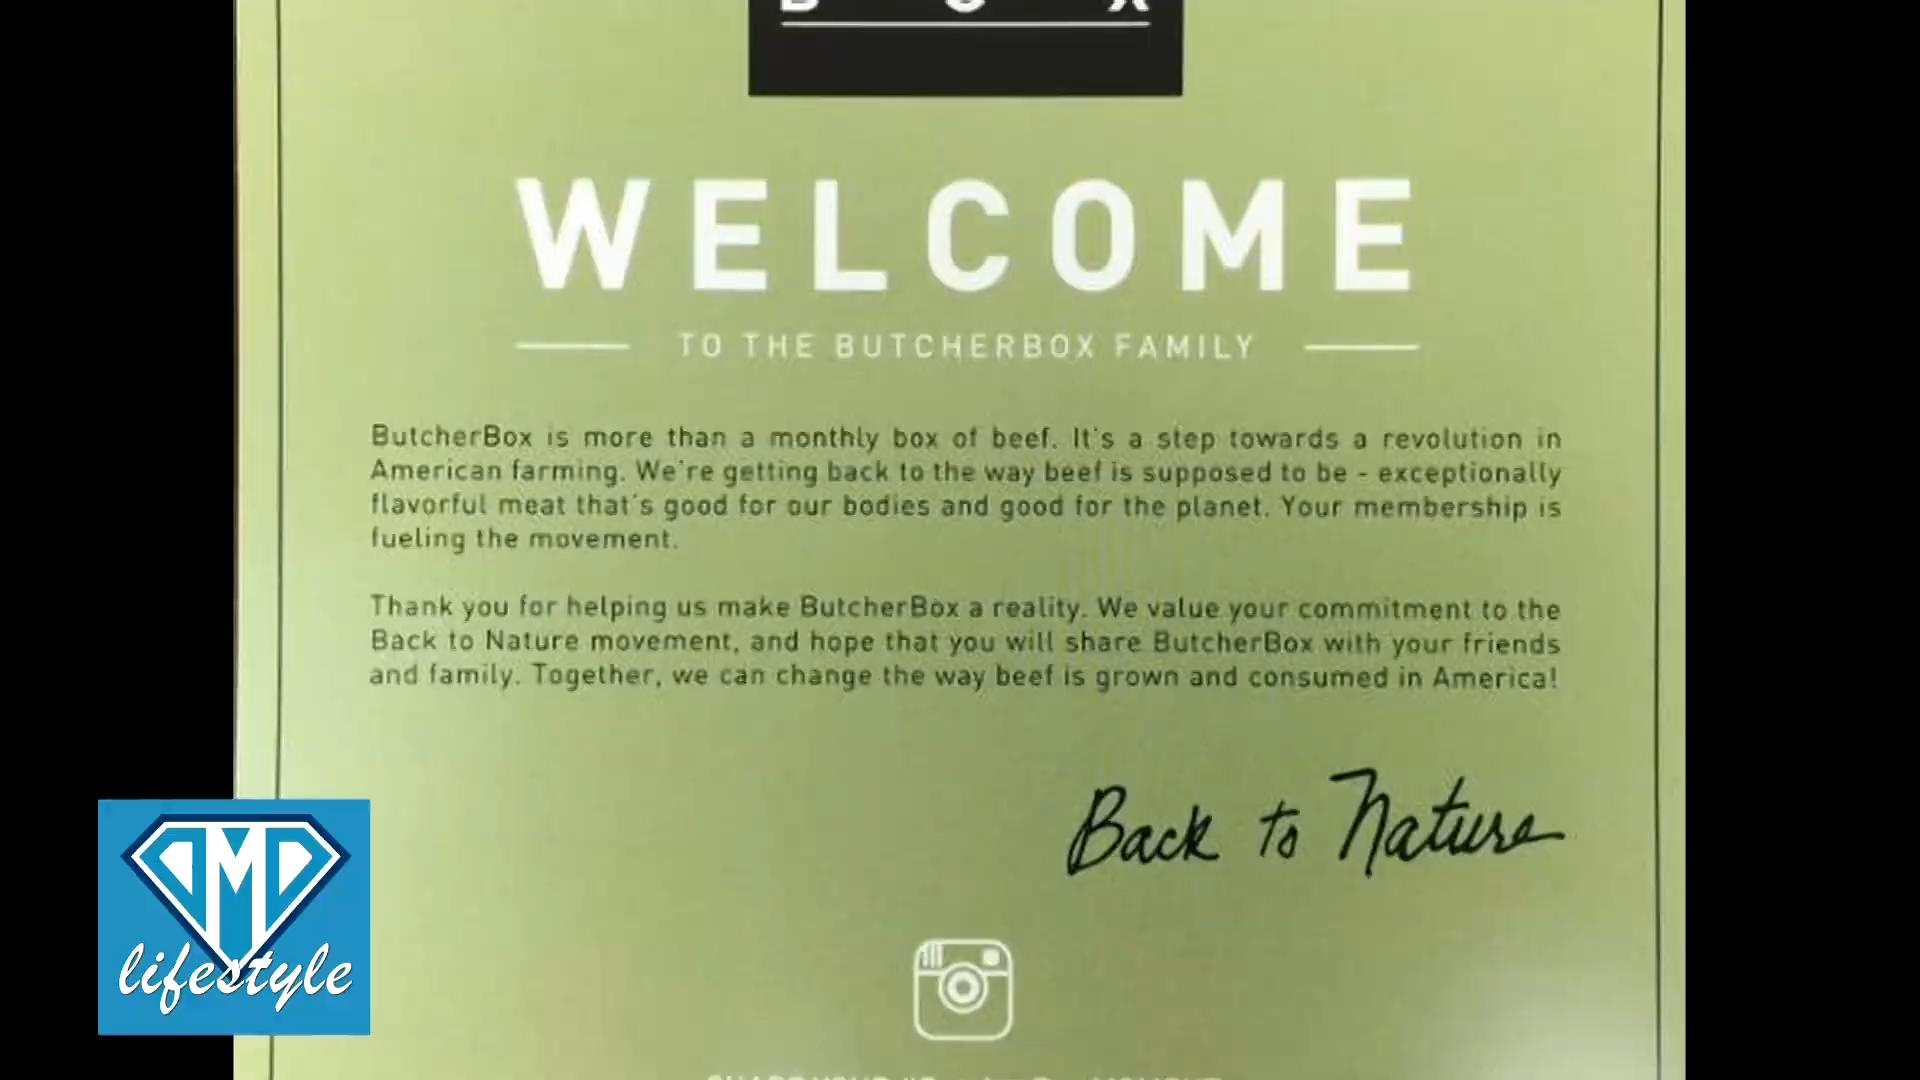 WELCOME
TO THE BUTCHERBOX FAMILY
ButcherBox is more than a monthly box of beef. It's a step towards a revolution in
American farming. We're getting back to the way beef is supposed to be - exceptionally
flavorful meat that's good for our bodies and good for the planet. Your membership is
fueling the movement.
Thank you for helping us make ButcherBox a reality. We value your commitment to the
Back to Nature movement, and hope that you will share ButcherBox with your friends
and family. Together, we can change the way beef is grown and consumed in America!
Back to Nature
DMD
lifestyle